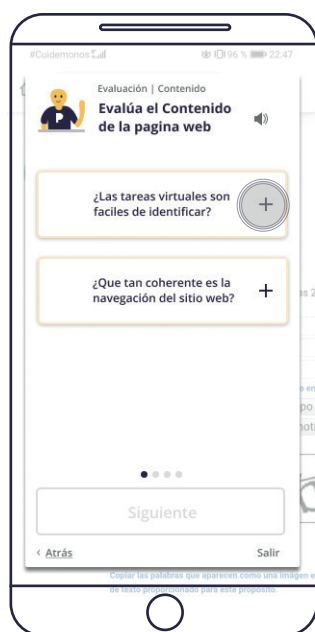 #Cuidemonos
96 % 22:47
Evaluación | Contenido
Evalúa el Contenido
de la pagina web
P
¿Las tareas virtuales son
faciles de identificar?
+
¿Que tan coherente es la
navegación del sitio web?
+
Siguiente
< Atrás
Salir
Copiar las palabras que aparecen como una imágen e
de texto proporcionado para este propósito.